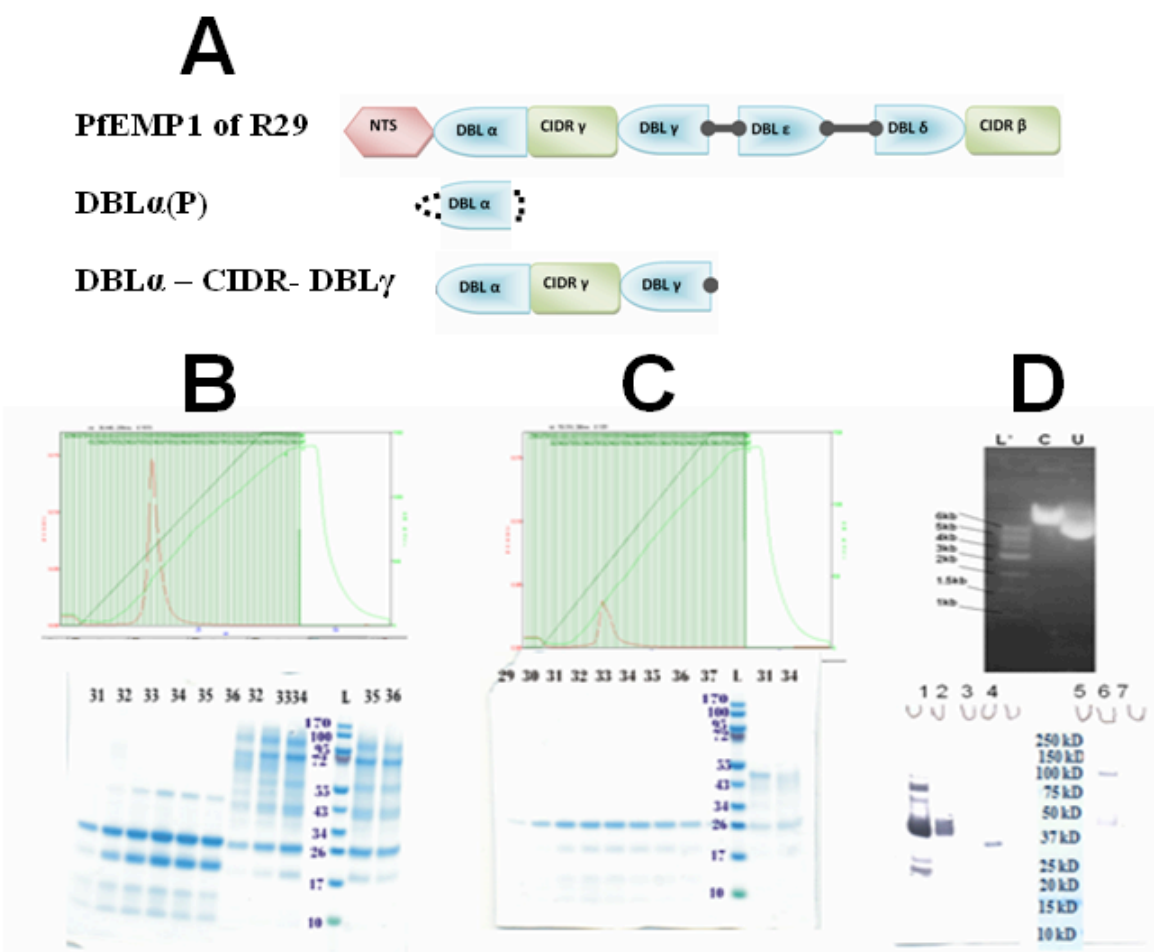 A
PfEMP1 of R29
NTS DBL α CIDR γ DBL γ DBL ε DBL δ CIDR β
DBLα(P)
DBL α
DBLα – CIDR- DBLγ
DBL α CIDR γ DBL γ
B C D
L' C U
6kb
5kb
4kb
3kb
2kb
1.5kb
1kb
31 32 33 34 35 36 32 33 34 L 35 36
170
100
95
72
55
43
34
26
17
10
29 30 31 32 33 34 35 36 37 L 31 34
170
100
95
72
55
43
34
26
17
10
1 2 3 4 5 6 7
250 kD
150 kD
100 kD
75 kD
50 kD
37 kD
25 kD
20 kD
15 kD
10 kD